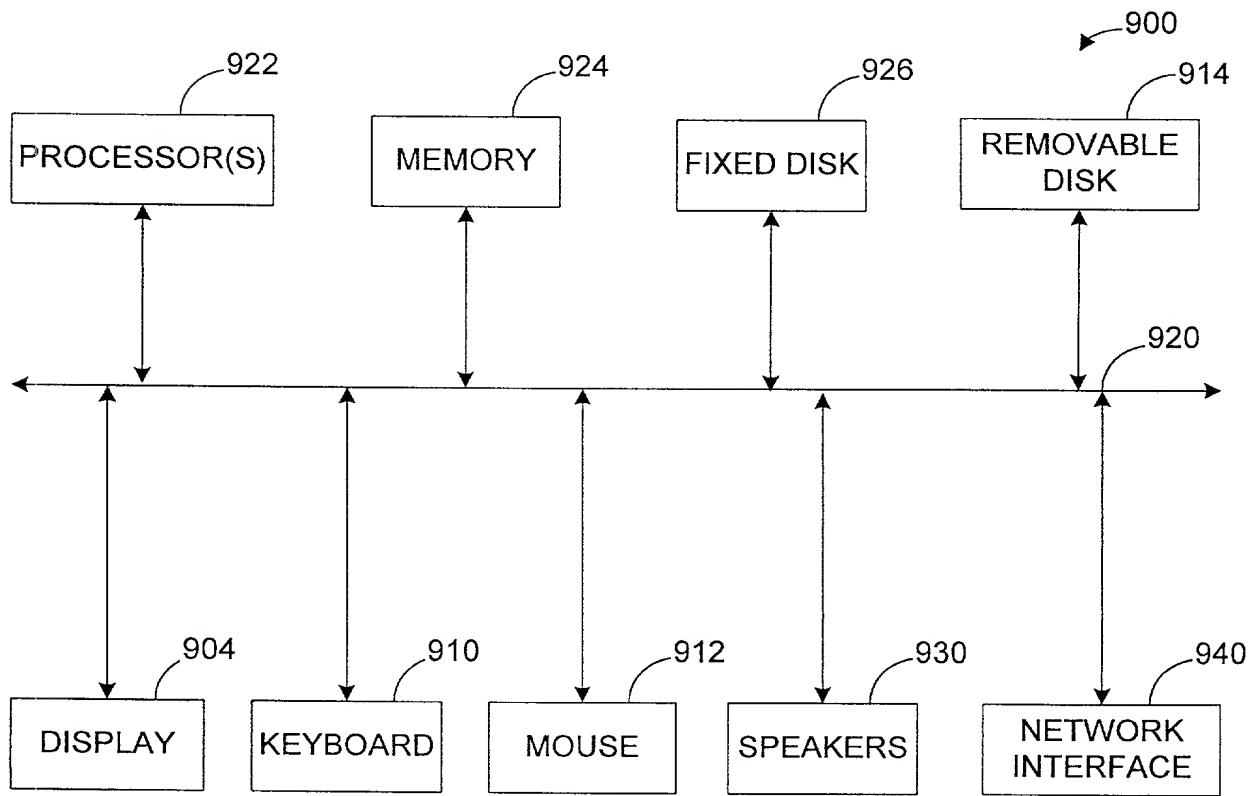 900
922
924
926
914
PROCESSOR(S)
MEMORY
FIXED DISK
REMOVABLE
DISK
920
904
910
912
930
940
DISPLAY
KEYBOARD
MOUSE
SPEAKERS
NETWORK
INTERFACE